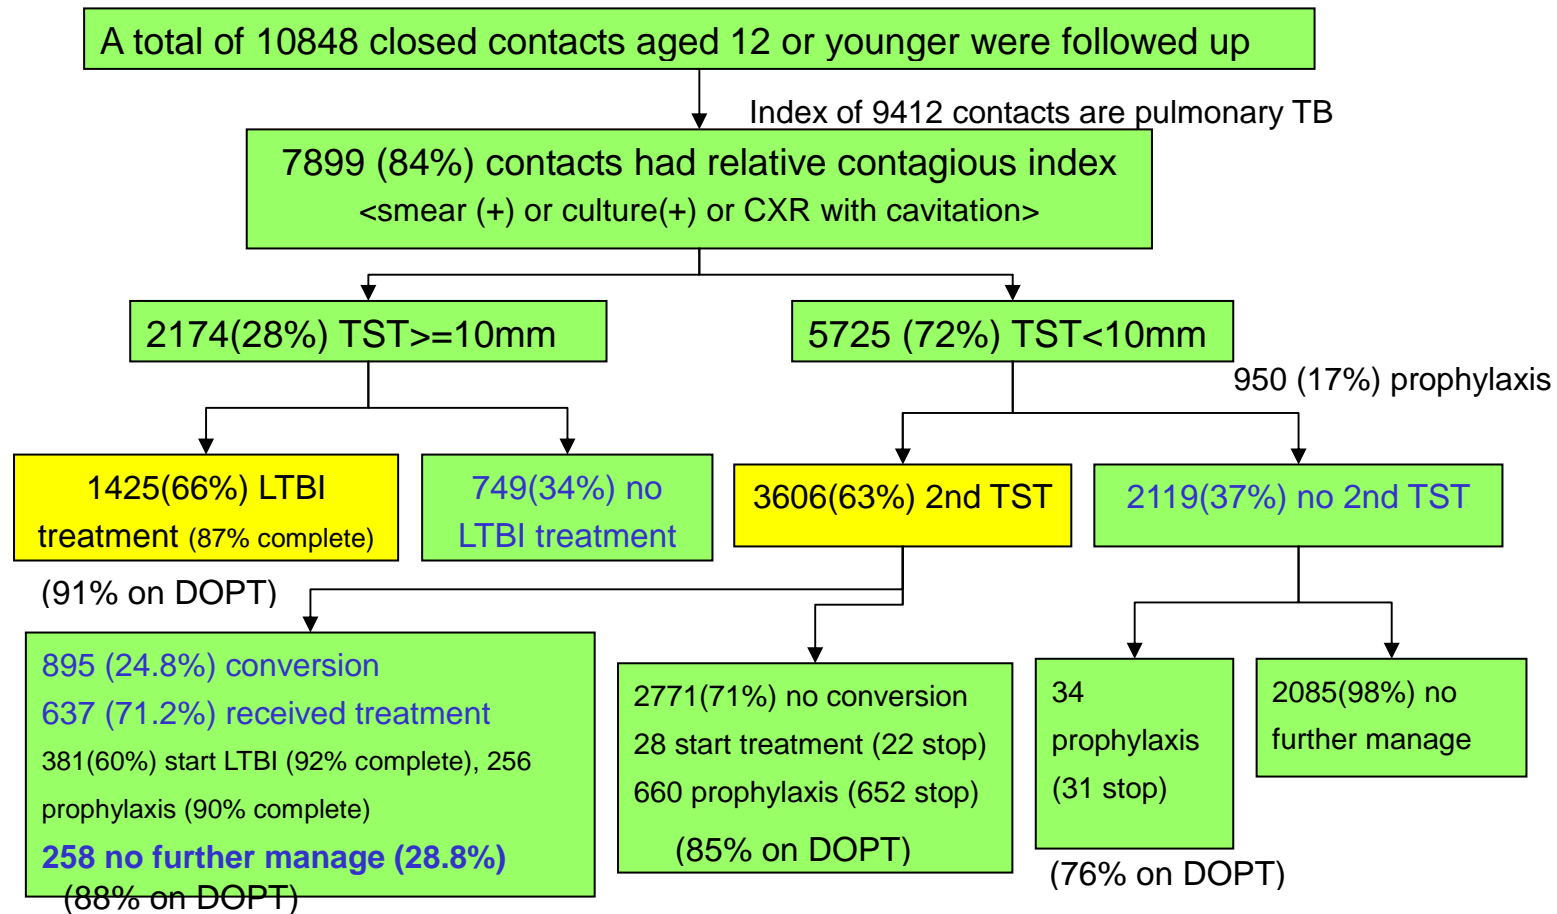 A total of 10848 closed contacts aged 12 or younger were followed up
Index of 9412 contacts are pulmonary TB
7899 (84%) contacts had relative contagious index
<smear (+) or culture(+) or CXR with cavitation>
2174(28%) TST>=10mm
5725 (72%) TST<10mm
950 (17%) prophylaxis
1425(66%) LTBI
treatment (87% complete)
749(34%) no
LTBI treatment
3606(63%) 2nd TST
2119(37%) no 2nd TST
(91% on DOPT)
895 (24.8%) conversion
637 (71.2%) received treatment
381(60%) start LTBI (92% complete), 256
prophylaxis (90% complete)
258 no further manage (28.8%)
(88% on DOPT)
2771(71%) no conversion
28 start treatment (22 stop)
660 prophylaxis (652 stop)
(85% on DOPT)
34
prophylaxis
(31 stop)
(76% on DOPT)
2085(98%) no
further manage